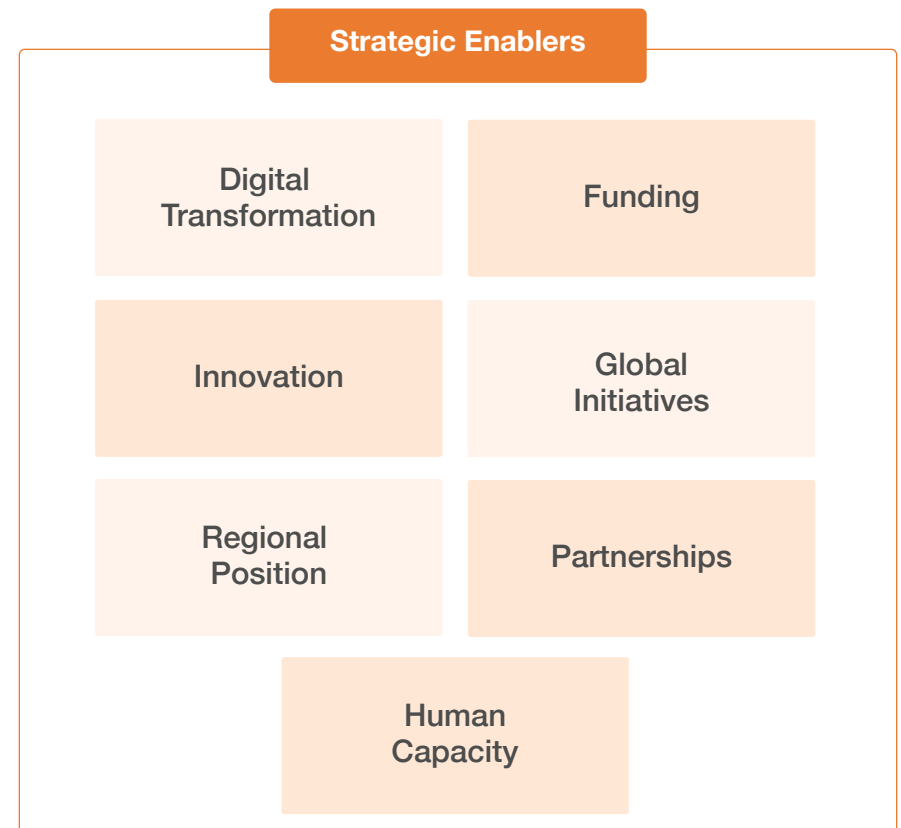 Strategic Enablers
Digital
Transformation
Funding
Innovation
Global
Initiatives
Regional
Position
Partnerships
Human
Capacity